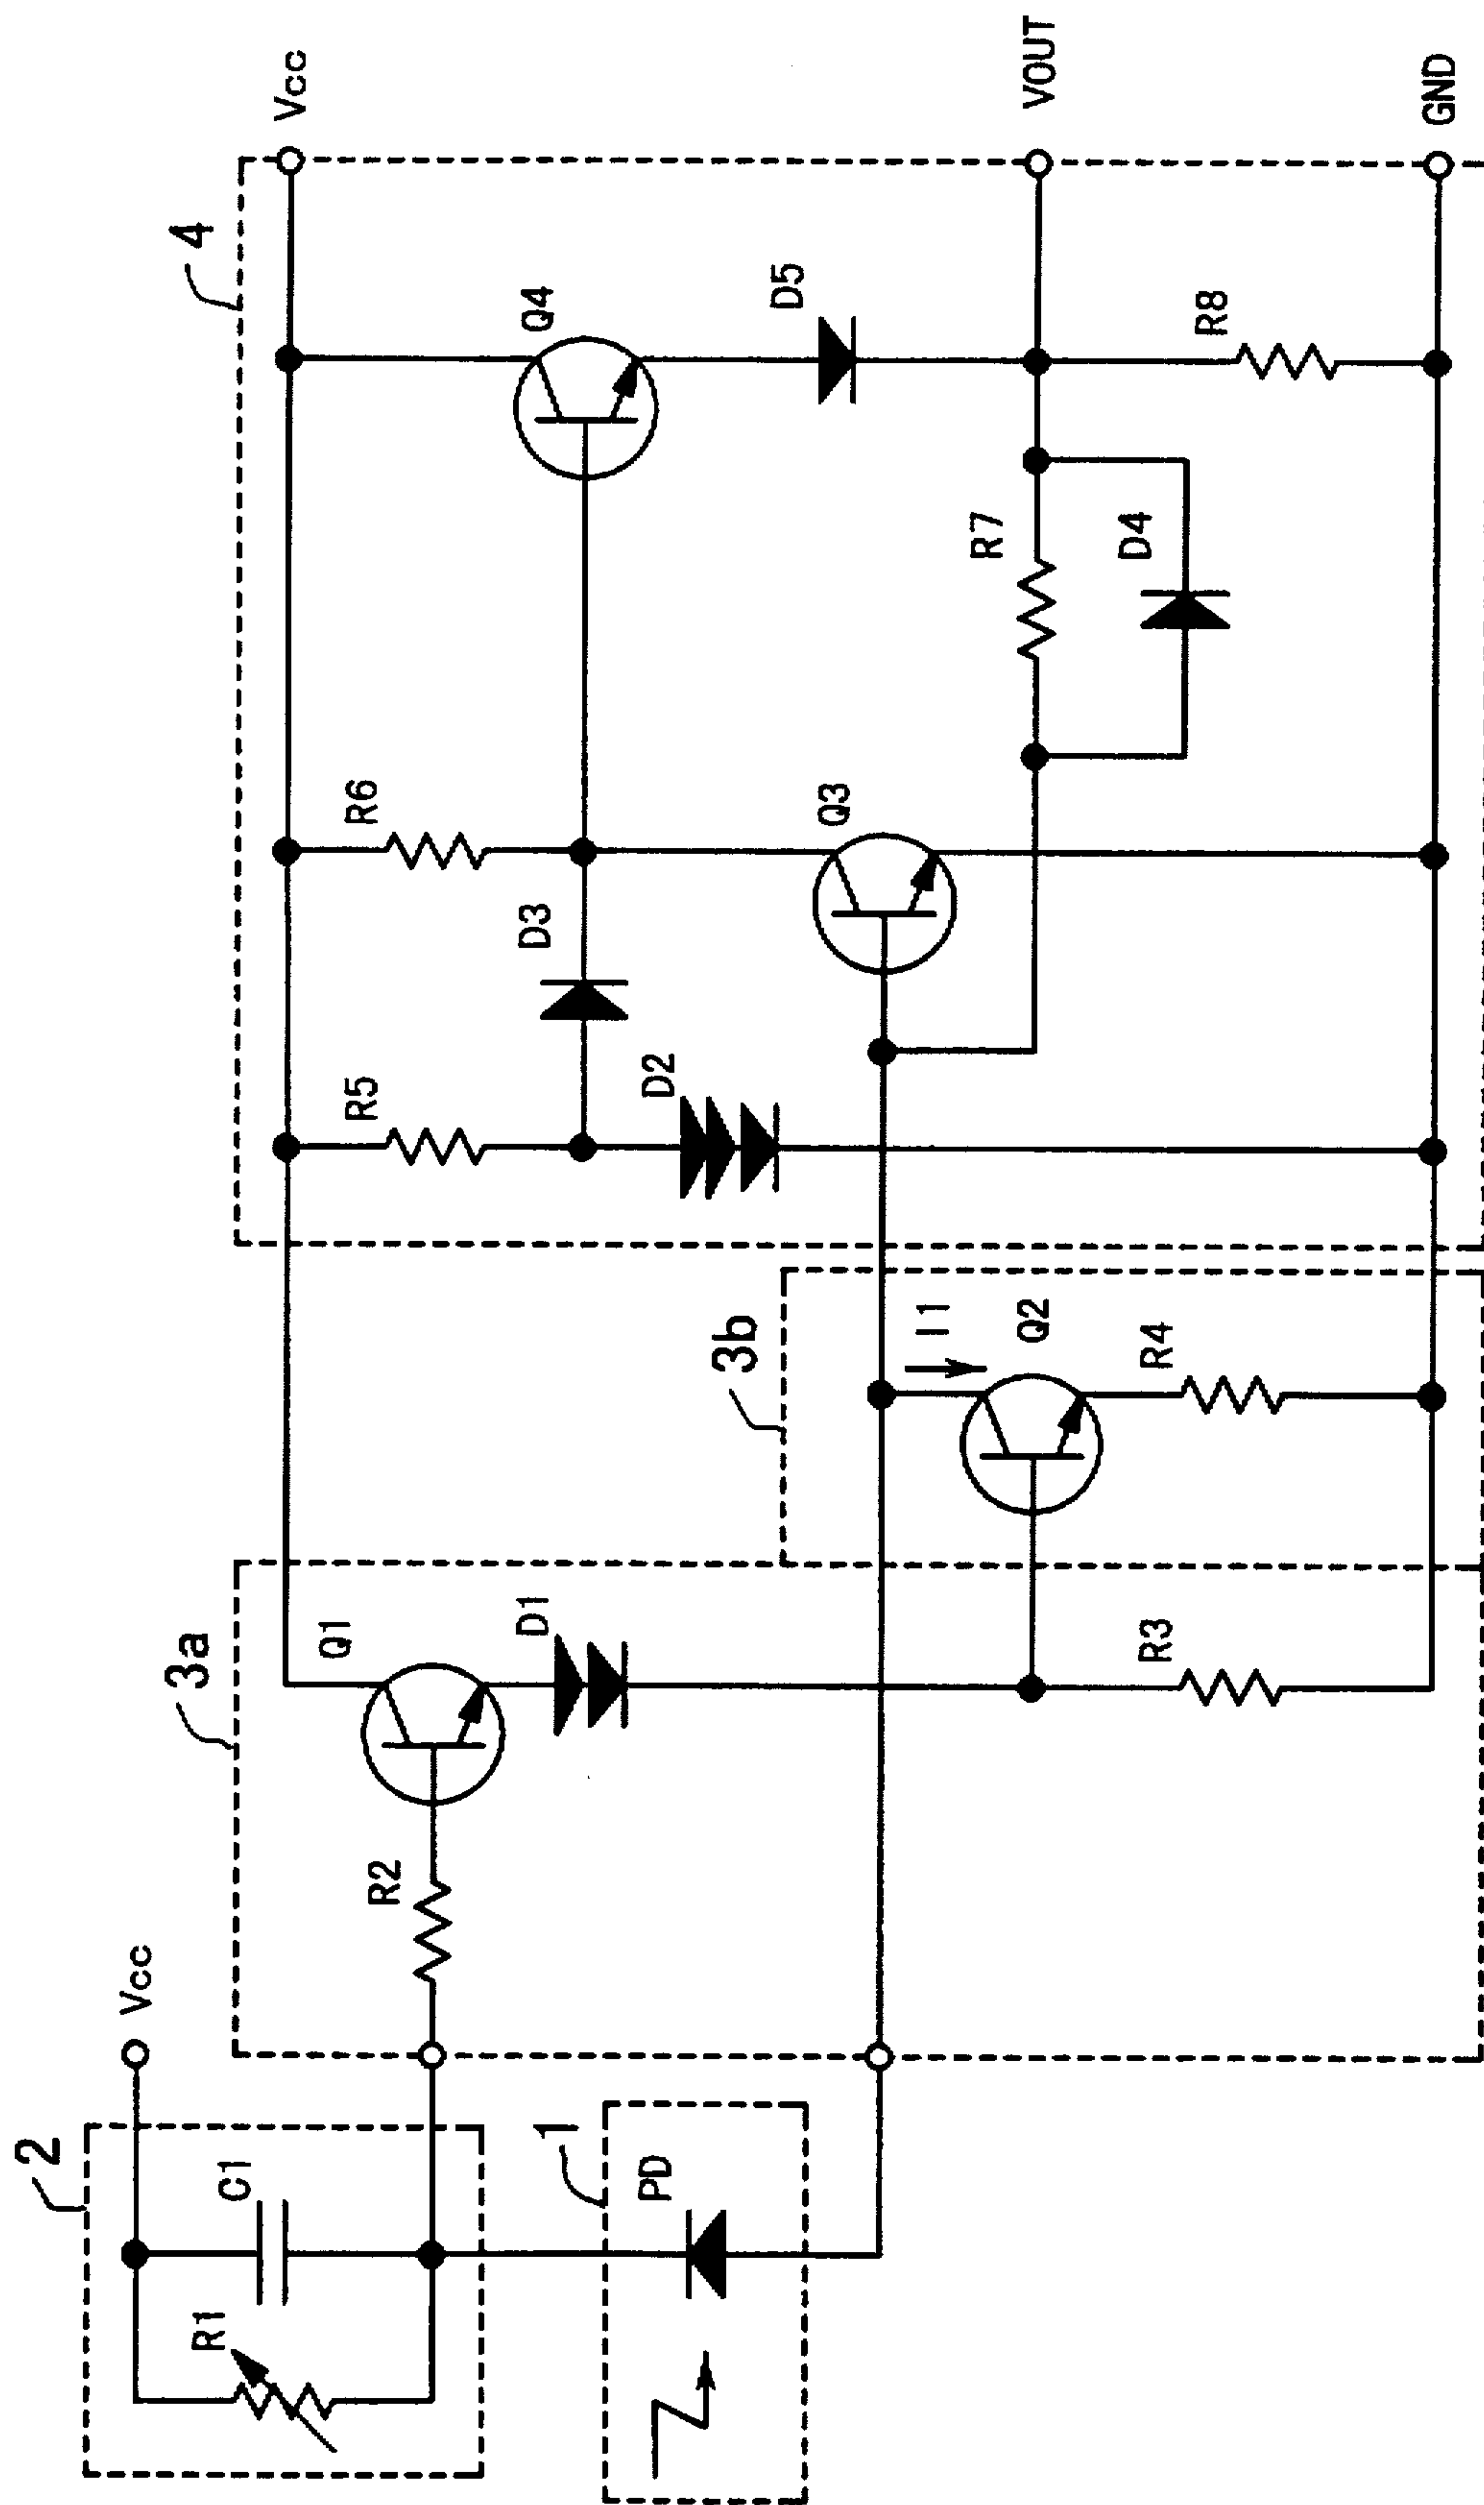 2
Vcc
R1
C1
1
PD
3a
R2
Q1
D1
R3
3b
I1
Q2
R4
4
R5
D2
D3
R6
Q3
R7
D4
Q4
D5
R8
Vcc
VOUT
GND